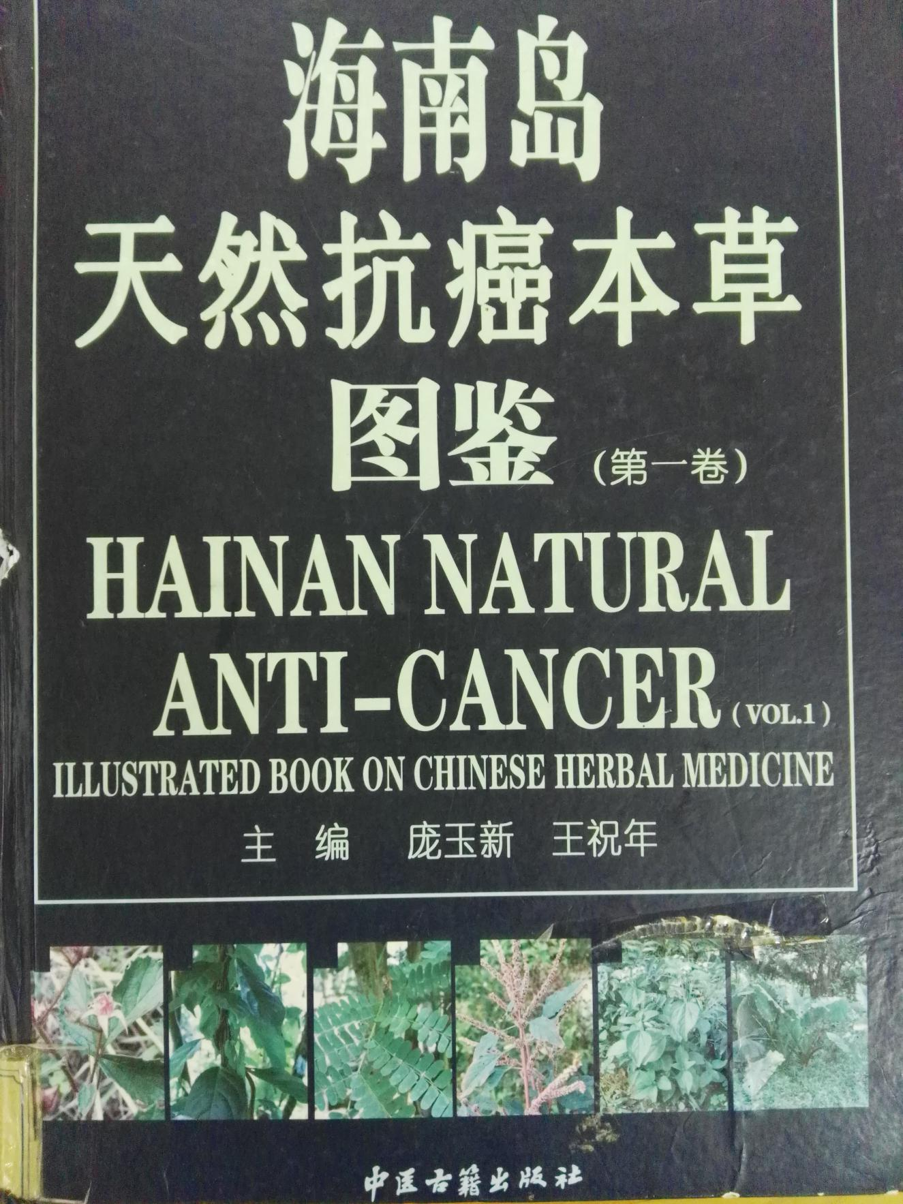 海南岛
天然抗癌本草
图鉴 (第一卷)
HAINAN NATURAL
ANTI-CANCER (VOL.1)
ILLUSTRATED BOOK ON CHINESE HERBAL MEDICINE
主 编 庞玉新 王祝年
中医古籍出版社